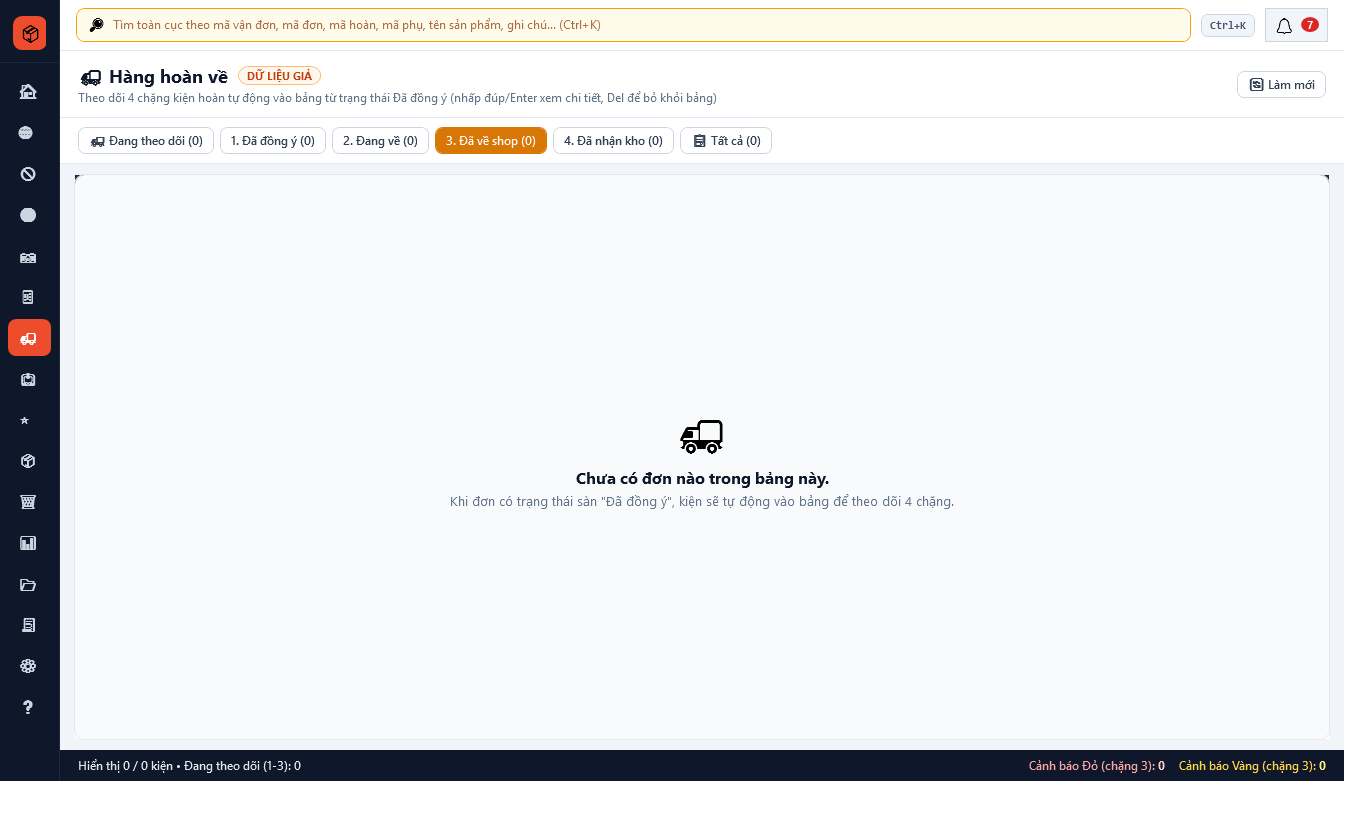 Tìm toàn cục theo mã vận đơn, mã đơn, mã hoàn, mã phụ, tên sản phẩm, ghi chú... (Ctrl+K)
Ctrl+K
7
Hàng hoàn về
DỮ LIỆU GIẢ
Theo dõi 4 chặng kiện hoàn tự động vào bảng từ trạng thái Đã đồng ý (nhấp đúp/Enter xem chi tiết, Del để bỏ khỏi bảng)
Làm mới
Đang theo dõi (0)
1. Đã đồng ý (0)
2. Đang về (0)
3. Đã về shop (0)
4. Đã nhận kho (0)
Tất cả (0)
Chưa có đơn nào trong bảng này.
Khi đơn có trạng thái sàn "Đã đồng ý", kiện sẽ tự động vào bảng để theo dõi 4 chặng.
Hiển thị 0 / 0 kiện • Đang theo dõi (1-3): 0
Cảnh báo Đỏ (chặng 3): 0
Cảnh báo Vàng (chặng 3): 0